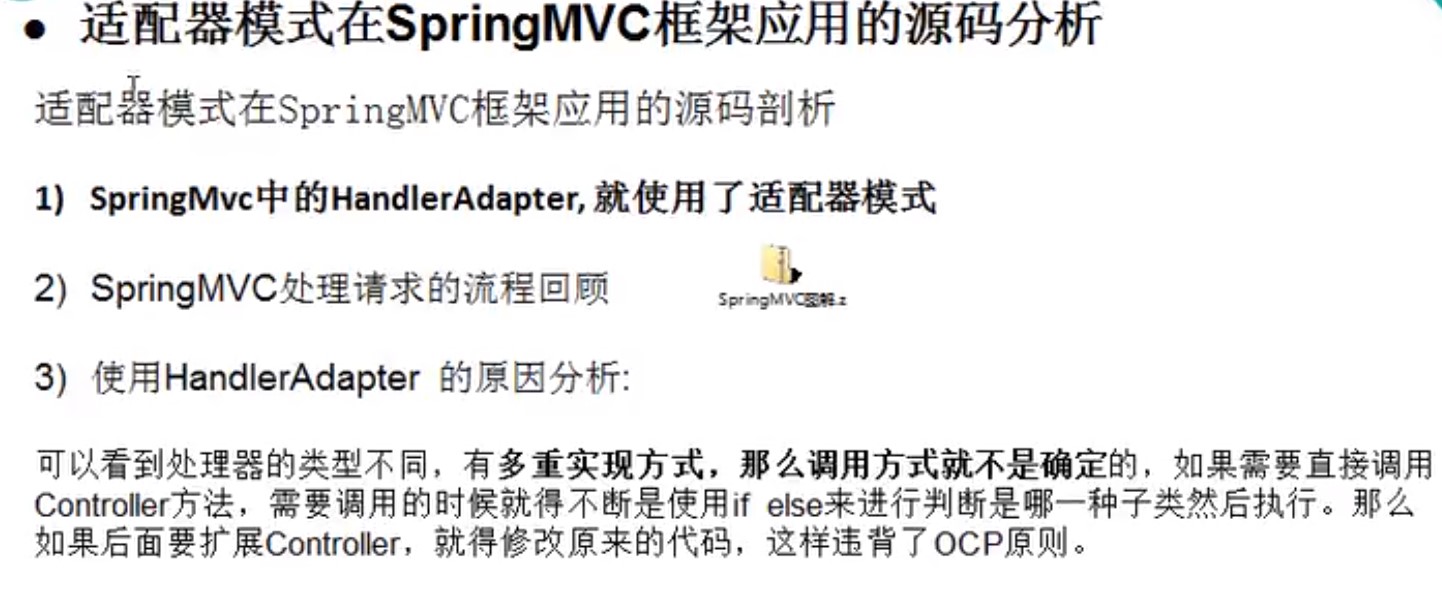 ● 适配器模式在SpringMVC框架应用的源码分析
适配器模式在SpringMVC框架应用的源码剖析
1) SpringMvc中的HandlerAdapter, 就使用了适配器模式
2) SpringMVC处理请求的流程回顾
SpringMVC图解.z
3) 使用HandlerAdapter 的原因分析:
可以看到处理器的类型不同，有多重实现方式，那么调用方式就不是确定的，如果需要直接调用
Controller方法，需要调用的时候就得不断是使用if else来进行判断是哪一种子类然后执行。那么
如果后面要扩展Controller，就得修改原来的代码，这样违背了OCP原则。